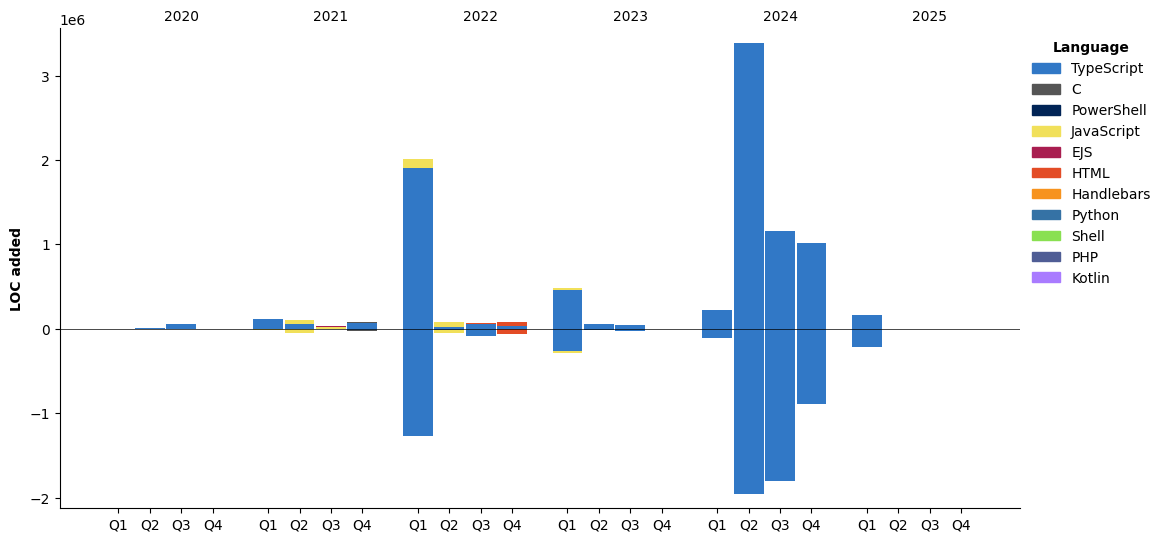 1e6
2020 2021 2022 2023 2024 2025
Language
TypeScript
C
PowerShell
JavaScript
EJS
HTML
Handlebars
Python
Shell
PHP
Kotlin
LOC added
3
2
1
0
−1
−2
Q1 Q2 Q3 Q4 Q1 Q2 Q3 Q4 Q1 Q2 Q3 Q4 Q1 Q2 Q3 Q4 Q1 Q2 Q3 Q4 Q1 Q2 Q3 Q4